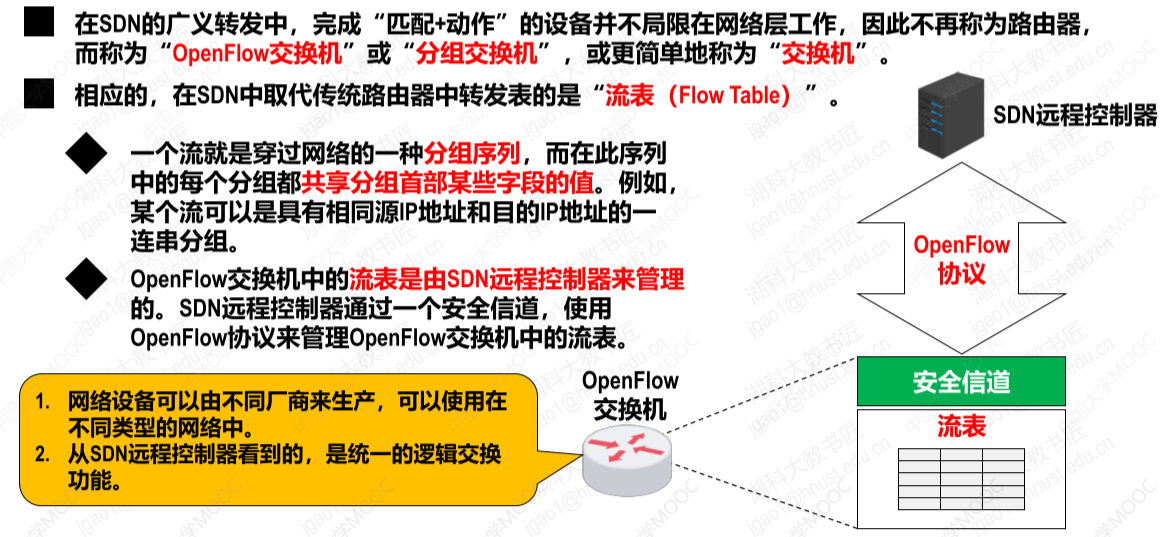 在SDN的广义转发中，完成“匹配+动作”的设备并不局限在网络层工作，因此不再称为路由器，
而称为“OpenFlow交换机”或“分组交换机”，或更简单地称为“交换机”。
相应的，在SDN中取代传统路由器中转发表的是“流表（Flow Table）”。
一个流就是穿过网络的一种分组序列，而在此序列
中的每个分组都共享分组首部某些字段的值。例如，
某个流可以是具有相同源IP地址和目的IP地址的一
连串分组。
OpenFlow交换机中的流表是由SDN远程控制器来管理
的。SDN远程控制器通过一个安全信道，使用
OpenFlow协议来管理OpenFlow交换机中的流表。
1. 网络设备可以由不同厂商来生产，可以使用在
不同类型的网络中。
2. 从SDN远程控制器看到的，是统一的逻辑交换
功能。
OpenFlow
交换机
SDN远程控制器
OpenFlow
协议
安全信道
流表
中国大学MOOC
湖科大教书匠
jgao1@hnust.edu.cn